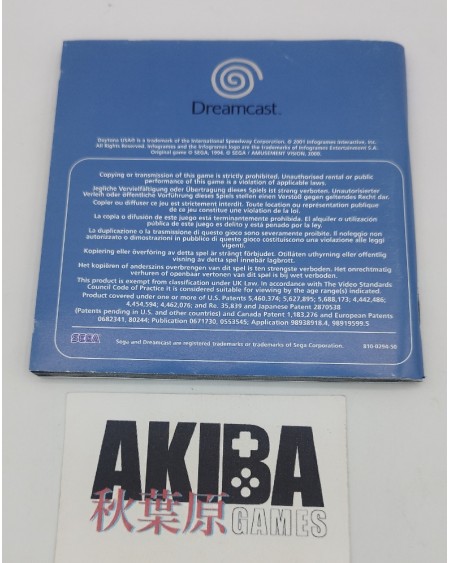 Dreamcast™
Daytona USA® is a trademark of the International Speedway Corporation. © 2001 Infogrames Interactive, Inc.
All Rights Reserved. Infogrames and the Infogrames logo are the trademarks of Infogrames Entertainment S.A.
Original game © SEGA, 1994, © SEGA / AMUSEMENT VISION, 2000.
Copying or transmission of this game is strictly prohibited. Unauthorised rental or public
performance of this game is a violation of applicable laws.
Jegliche Vervielfältigung oder Übertragung dieses Spiels ist streng verboten. Unautorisierter
Verleih oder öffentliche Vorführung dieses Spiels stellen einen Verstoß gegen geltendes Recht dar.
Copier ou diffuser ce jeu est strictement interdit. Toute location ou representation publique
de ce jeu constitue une violation de la loi.
La copia o difusión de este juego está terminantemente prohibida. El alquiler o utilización
pública de este juego es delito y está penado por la ley.
La duplicazione o la trasmissione di questo gioco sono severamente proibite. Il noleggio non
autorizzato o dimostrazioni in pubblico di questo gioco costituiscono una violazione alle leggi
vigenti.
Kopiering eller överföring av detta spel är strängt förbjudet. Otillåten uthyrning eller offentlig
visning av detta spel innebär lagbrott.
Het kopiëren of anderszins overbrengen van dit spel is ten strengste verboden. Het onrechtmatig
verhuren of openbaar vertonen van dit spel is bij de wet verboden.
This product is exempt from classification under UK Law. In accordance with The Video Standards
Council Code of Practice it is considered suitable for viewing by the age range(s) indicated.
Product covered under one or more of U.S. Patents 5,460,374; 5,627,895; 5,688,173; 4,442,486;
4,454,594; 4,462,076; and Re. 35,839 and Japanese Patent 2870538
(Patents pending in U.S. and other countries) and Canada Patent 1,183,276 and European Patents
0682341, 80244; Publication 0671730, 0553545; Application 98938918.4, 98919599.5
SEGA
Sega and Dreamcast are registered trademarks or trademarks of Sega Corporation.
810-0294-50
AKIBA
秋葉原
GAMES